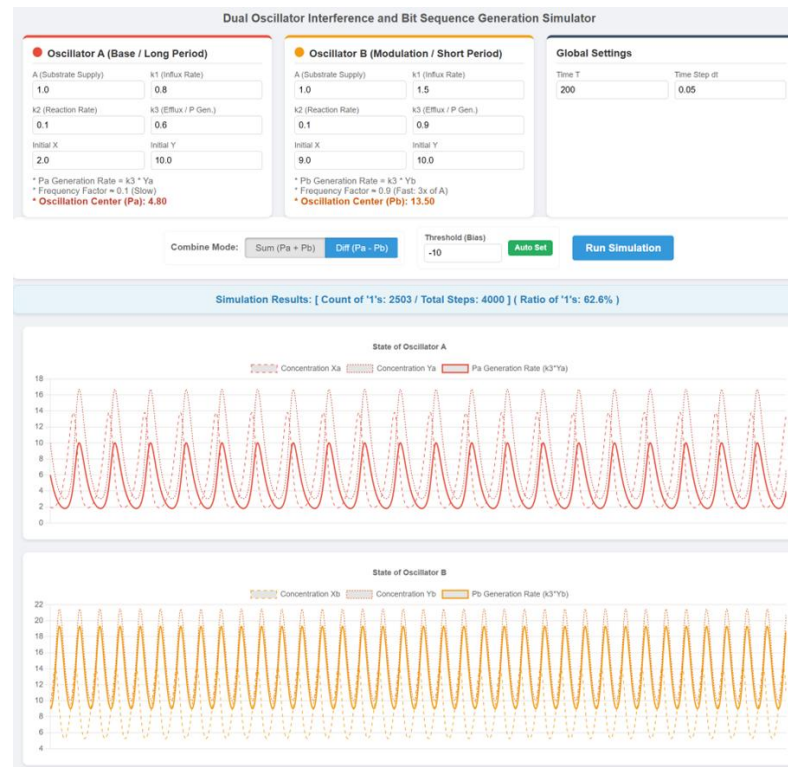 Dual Oscillator Interference and Bit Sequence Generation Simulator
Oscillator A (Base / Long Period)
A (Substrate Supply) k1 (Influx Rate)
1.0 0.8
k2 (Reaction Rate) k3 (Efflux / P Gen.)
0.1 0.6
Initial X Initial Y
2.0 10.0
* Pa Generation Rate = k3 * Ya
* Frequency Factor ≈ 0.1 (Slow)
* Oscillation Center (Pa): 4.80
Oscillator B (Modulation / Short Period)
A (Substrate Supply) k1 (Influx Rate)
1.0 1.5
k2 (Reaction Rate) k3 (Efflux / P Gen.)
0.1 0.9
Initial X Initial Y
9.0 10.0
* Pb Generation Rate = k3 * Yb
* Frequency Factor ≈ 0.9 (Fast: 3x of A)
* Oscillation Center (Pb): 13.50
Global Settings
Time T Time Step dt
200 0.05
Combine Mode: Sum (Pa + Pb) Diff (Pa - Pb)
Threshold (Bias)
-10
Auto Set
Run Simulation
Simulation Results: [ Count of '1's: 2503 / Total Steps: 4000 ] ( Ratio of '1's: 62.6% )
State of Oscillator A
Concentration Xa Concentration Ya Pa Generation Rate (k3*Ya)
18
16
14
12
10
8
6
4
2
0
State of Oscillator B
Concentration Xb Concentration Yb Pb Generation Rate (k3*Yb)
22
20
18
16
14
12
10
8
6
4